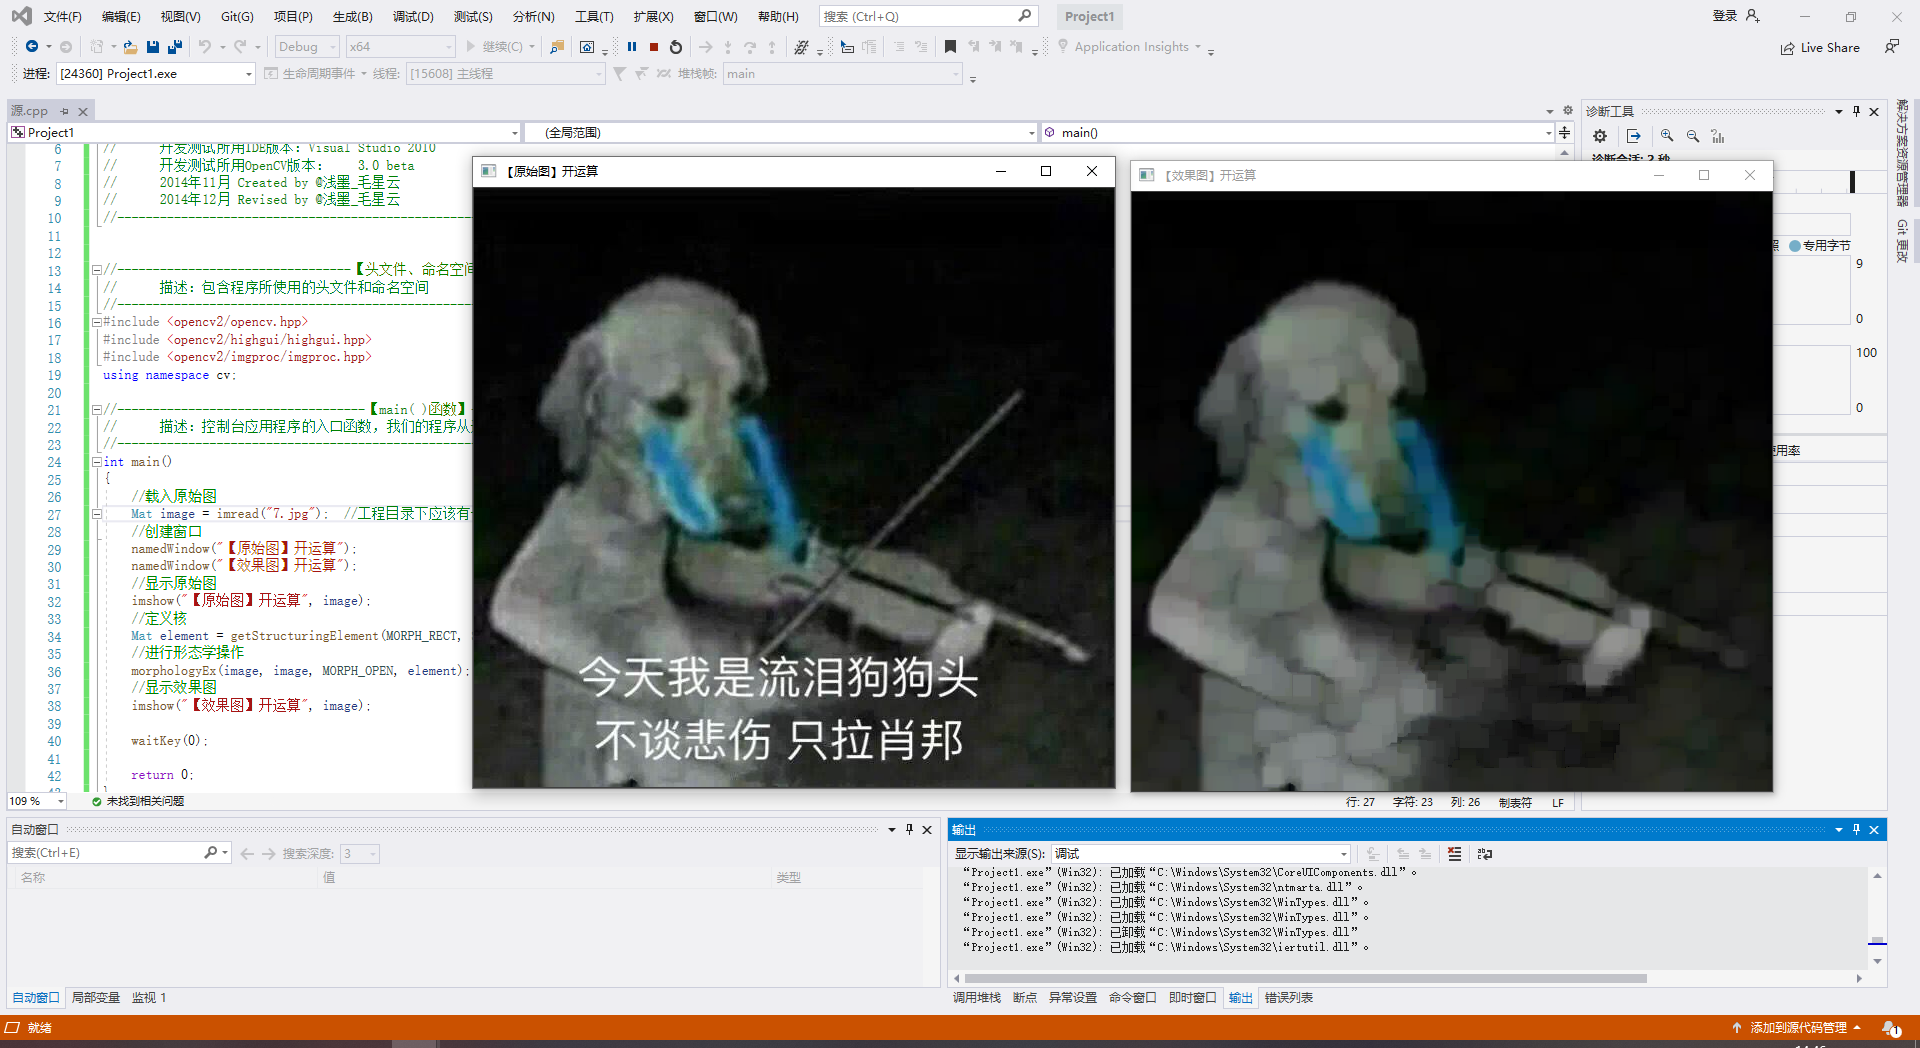 文件(F) 编辑(E) 视图(V) Git(G) 项目(P) 生成(B) 调试(D) 测试(S) 分析(N) 工具(T) 扩展(X) 窗口(W) 帮助(H) 搜索 (Ctrl+Q) Project1 登录
Debug x64 继续(C) Application Insights Live Share
进程: [24360] Project1.exe 生命周期事件 线程: [15608] 主线程 堆栈帧: main
源.cpp
Project1 (全局范围) main()
6 // 开发测试所用IDE版本: Visual Studio 2010
7 // 开发测试所用OpenCV版本: 3.0 beta
8 // 2014年11月 Created by @浅墨_毛星云
9 // 2014年12月 Revised by @浅墨_毛星云
10 //----------------------------------------------------
11
12
13 //---------------------------------【头文件、命名空间
14 // 描述: 包含程序所使用的头文件和命名空间
15 //----------------------------------------------------
16 #include <opencv2/opencv.hpp>
17 #include <opencv2/highgui/highgui.hpp>
18 #include <opencv2/imgproc/imgproc.hpp>
19 using namespace cv;
20
21 //-----------------------------------【main( )函数】
22 // 描述: 控制台应用程序的入口函数, 我们的程序从
23 //----------------------------------------------------
24 int main()
25 {
26 //载入原始图
27 Mat image = imread("7.jpg"); //工程目录下应该有
28 //创建窗口
29 namedWindow("【原始图】开运算");
30 namedWindow("【效果图】开运算");
31 //显示原始图
32 imshow("【原始图】开运算", image);
33 //定义核
34 Mat element = getStructuringElement(MORPH_RECT,
35 //进行形态学操作
36 morphologyEx(image, image, MORPH_OPEN, element);
37 //显示效果图
38 imshow("【效果图】开运算", image);
39
40 waitKey(0);
41
42 return 0;
109 % 未找到相关问题 行: 27 字符: 23 列: 26 制表符 LF
【原始图】开运算
今天我是流泪狗狗头
不谈悲伤 只拉肖邦
【效果图】开运算
诊断工具
诊断会话: 2 秒
专用字节
9
0
100
0
用率
解决方案资源管理器
Git 更改
自动窗口
搜索(Ctrl+E) 搜索深度: 3
名称 值 类型
自动窗口 局部变量 监视 1
输出
显示输出来源(S): 调试
“Project1.exe”(Win32): 已加载“C:\Windows\System32\CoreUIComponents.dll”。
“Project1.exe”(Win32): 已加载“C:\Windows\System32\ntmarta.dll”。
“Project1.exe”(Win32): 已加载“C:\Windows\System32\WinTypes.dll”。
“Project1.exe”(Win32): 已加载“C:\Windows\System32\WinTypes.dll”。
“Project1.exe”(Win32): 已卸载“C:\Windows\System32\WinTypes.dll”
“Project1.exe”(Win32): 已加载“C:\Windows\System32\iertutil.dll”。
调用堆栈 断点 异常设置 命令窗口 即时窗口 输出 错误列表
就绪 添加到源代码管理 1